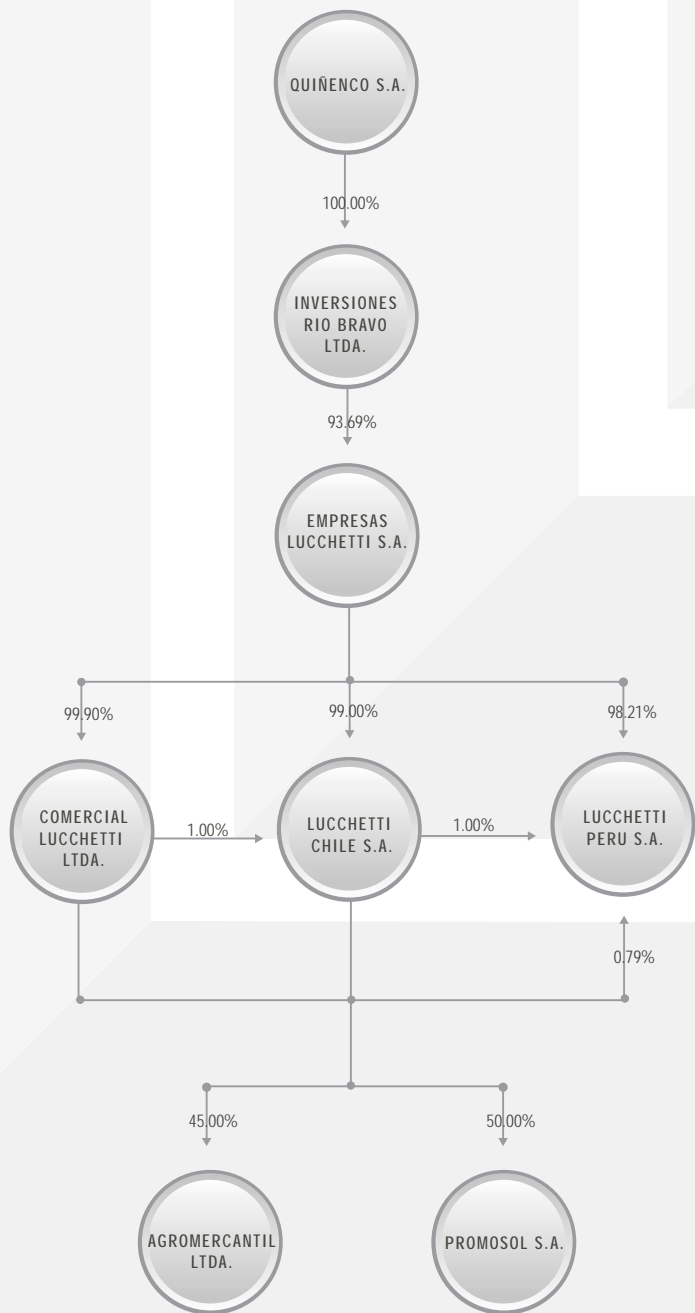 QUIÑENCO S.A.
100.00%
INVERSIONES
RIO BRAVO
LTDA.
93.69%
EMPRESAS
LUCCHETTI S.A.
99.90%
99.00%
98.21%
COMERCIAL
LUCCHETTI
LTDA.
1.00%
LUCCHETTI
CHILE S.A.
1.00%
LUCCHETTI
PERU S.A.
0.79%
45.00%
50.00%
AGROMERCANTIL
LTDA.
PROMOSOL S.A.